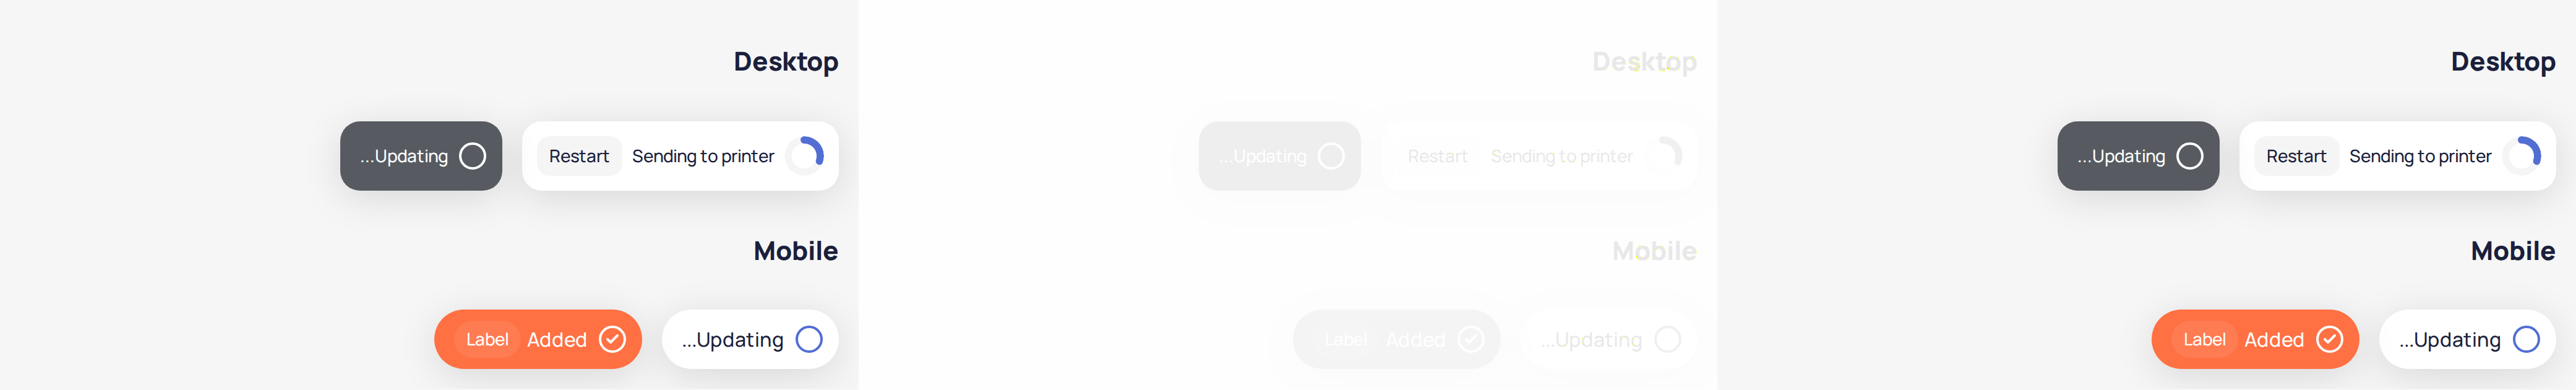 Desktop
...Updating
Restart Sending to printer
Mobile
Label Added
...Updating
Desktop
...Updating
Restart Sending to printer
Mobile
Label Added
...Updating
Desktop
...Updating
Restart Sending to printer
Mobile
Label Added
...Updating